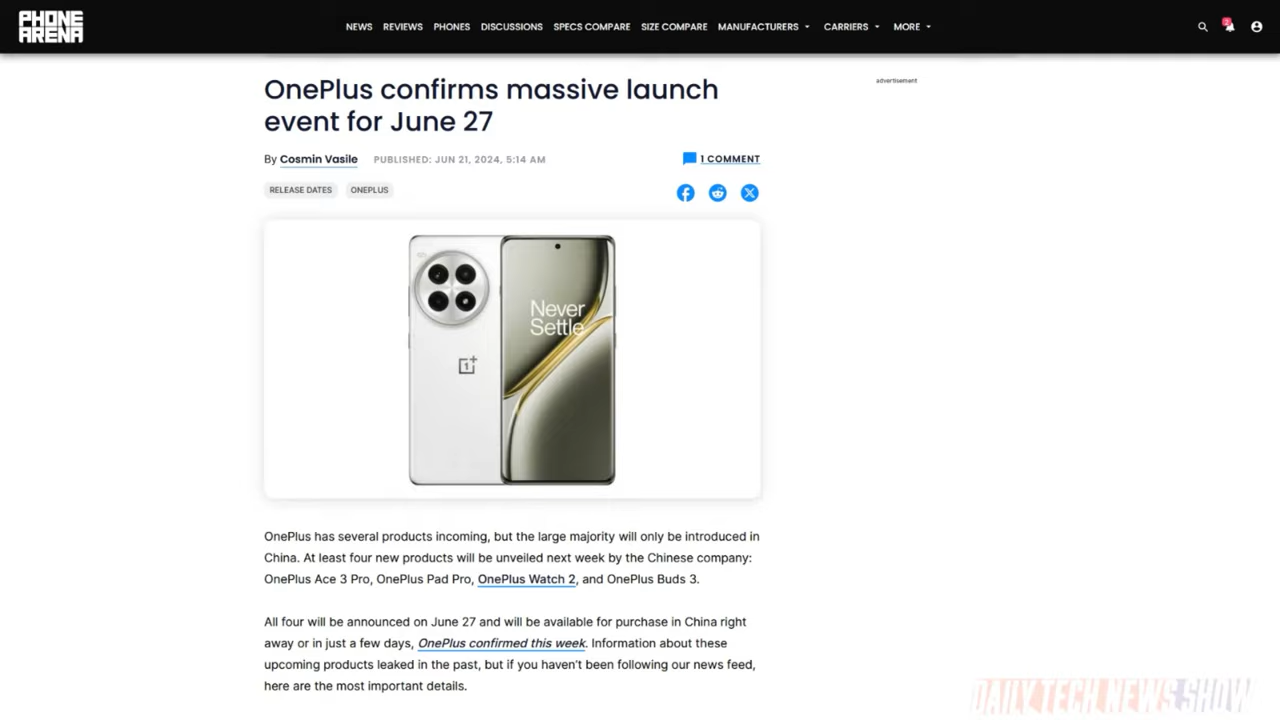 PHONE
ARENA
NEWS REVIEWS PHONES DISCUSSIONS SPECS COMPARE SIZE COMPARE MANUFACTURERS CARRIERS MORE
2
OnePlus confirms massive launch
event for June 27
advertisement
By Cosmin Vasile PUBLISHED: JUN 21, 2024, 5:14 AM 1 COMMENT
RELEASE DATES ONEPLUS
Never
Settle
1+
OnePlus has several products incoming, but the large majority will only be introduced in
China. At least four new products will be unveiled next week by the Chinese company:
OnePlus Ace 3 Pro, OnePlus Pad Pro, OnePlus Watch 2, and OnePlus Buds 3.
All four will be announced on June 27 and will be available for purchase in China right
away or in just a few days, OnePlus confirmed this week. Information about these
upcoming products leaked in the past, but if you haven't been following our news feed,
here are the most important details.
DAILY TECH NEWS SHOW